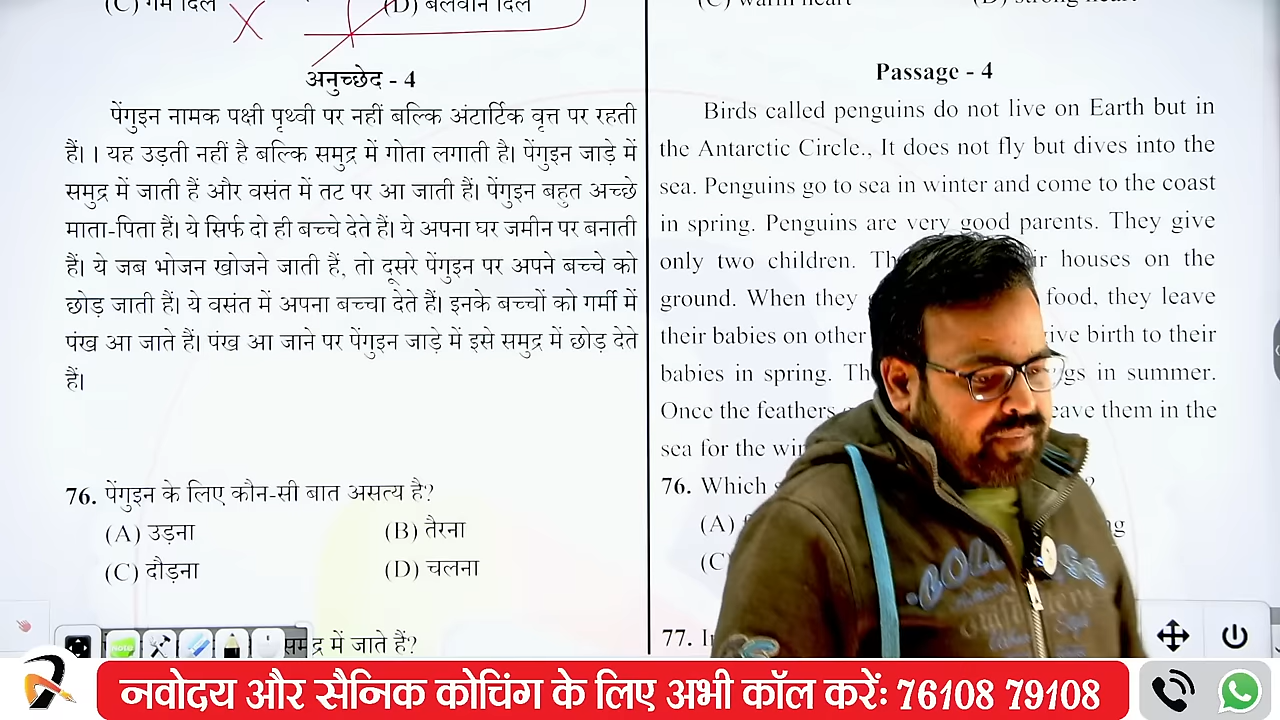 (C) गर्म दिल
(D) बलवान दिल
अनुच्छेद - 4
पेंगुइन नामक पक्षी पृथ्वी पर नहीं बल्कि अंटार्टिक वृत्त पर रहती
हैं। । यह उड़ती नहीं है बल्कि समुद्र में गोता लगाती है। पेंगुइन जाड़े में
समुद्र में जाती हैं और वसंत में तट पर आ जाती हैं। पेंगुइन बहुत अच्छे
माता-पिता हैं। ये सिर्फ दो ही बच्चे देते हैं। ये अपना घर जमीन पर बनाती
हैं। ये जब भोजन खोजने जाती हैं, तो दूसरे पेंगुइन पर अपने बच्चे को
छोड़ जाती हैं। ये वसंत में अपना बच्चा देते हैं। इनके बच्चों को गर्मी में
पंख आ जाते हैं। पंख आ जाने पर पेंगुइन जाड़े में इसे समुद्र में छोड़ देते
हैं।
76. पेंगुइन के लिए कौन-सी बात असत्य है?
(A) उड़ना
(B) तैरना
(C) दौड़ना
(D) चलना
समुद्र में जाते हैं?
(C) warm heart
(D) strong heart
Passage - 4
Birds called penguins do not live on Earth but in
the Antarctic Circle., It does not fly but dives into the
sea. Penguins go to sea in winter and come to the coast
in spring. Penguins are very good parents. They give
only two children. houses on the
ground. When they food, they leave
their babies on other birth to their
babies in spring. in summer.
Once the feathers them in the
sea for the
76. Which
(A)
(C)
77.
नवोदय और सैनिक कोचिंग के लिए अभी कॉल करें: 76108 79108